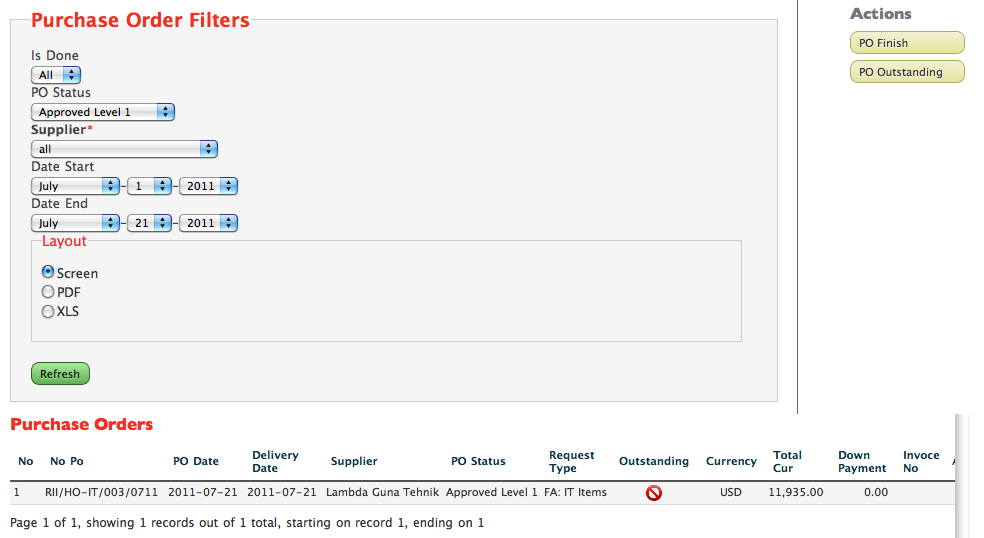 Purchase Order Filters
Is Done
All
PO Status
Approved Level 1
Supplier*
all
Date Start
July - 1 - 2011
Date End
July - 21 - 2011
Layout
Screen
PDF
XLS
Refresh
Actions
PO Finish
PO Outstanding
Purchase Orders
No No Po PO Date Delivery Date Supplier PO Status Request Type Outstanding Currency Total Cur Down Payment Invoce No
1 RII/HO-IT/003/0711 2011-07-21 2011-07-21 Lambda Guna Tehnik Approved Level 1 FA: IT Items USD 11,935.00 0.00
Page 1 of 1, showing 1 records out of 1 total, starting on record 1, ending on 1